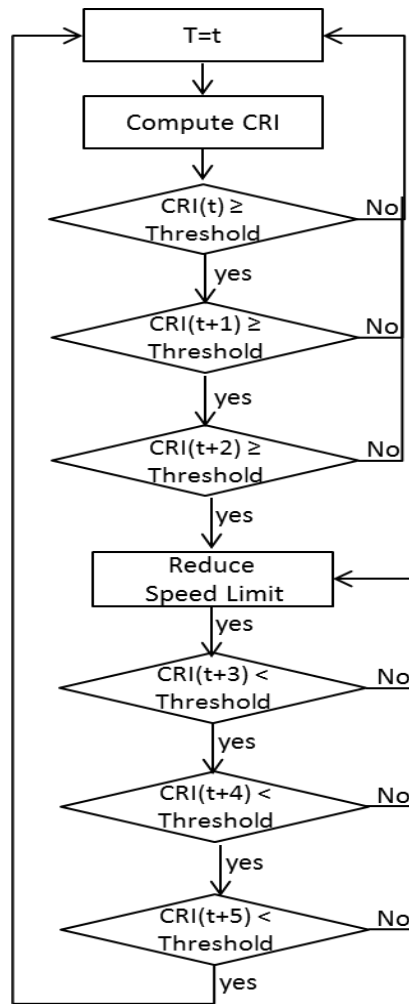 T=t
Compute CRI
CRI(t) ≥
Threshold
No
yes
CRI(t+1) ≥
Threshold
No
yes
CRI(t+2) ≥
Threshold
No
yes
Reduce
Speed Limit
yes
CRI(t+3) <
Threshold
No
yes
CRI(t+4) <
Threshold
No
yes
CRI(t+5) <
Threshold
No
yes